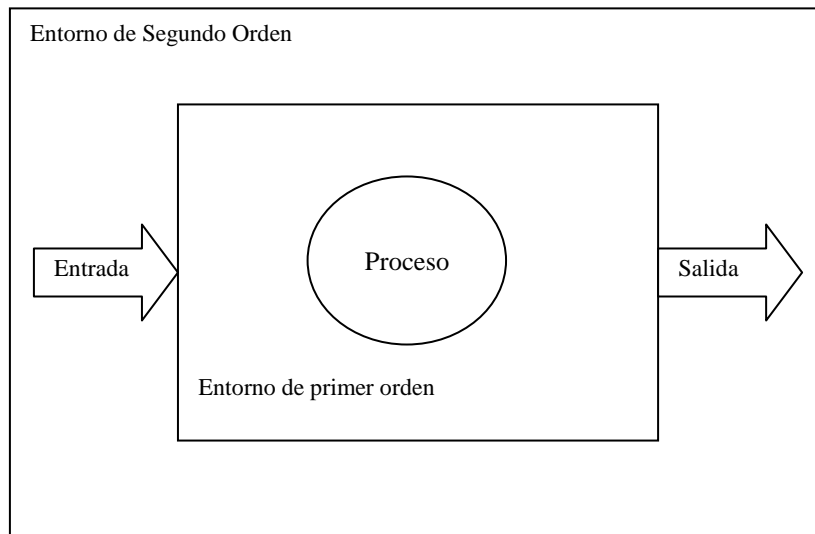 Entorno de Segundo Orden
Entrada
Proceso
Salida
Entorno de primer orden